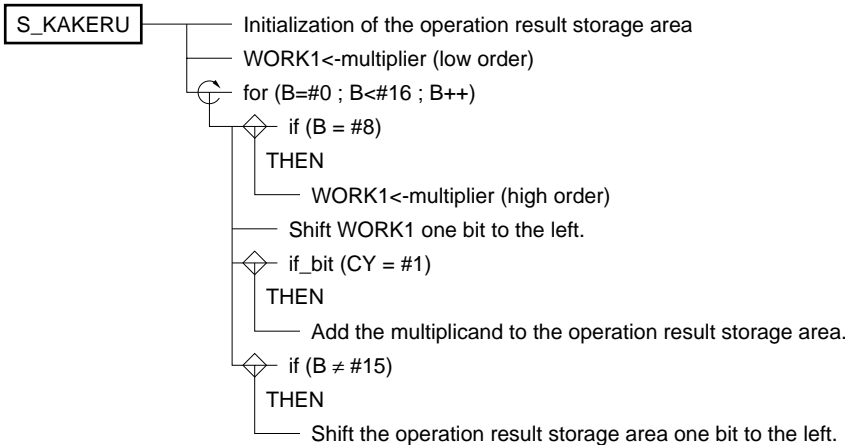 S_KAKERU
Initialization of the operation result storage area
WORK1<-multiplier (low order)
for (B=#0 ; B<#16 ; B++)
if (B = #8)
THEN
WORK1<-multiplier (high order)
Shift WORK1 one bit to the left.
if_bit (CY = #1)
THEN
Add the multiplicand to the operation result storage area.
if (B ≠ #15)
THEN
Shift the operation result storage area one bit to the left.